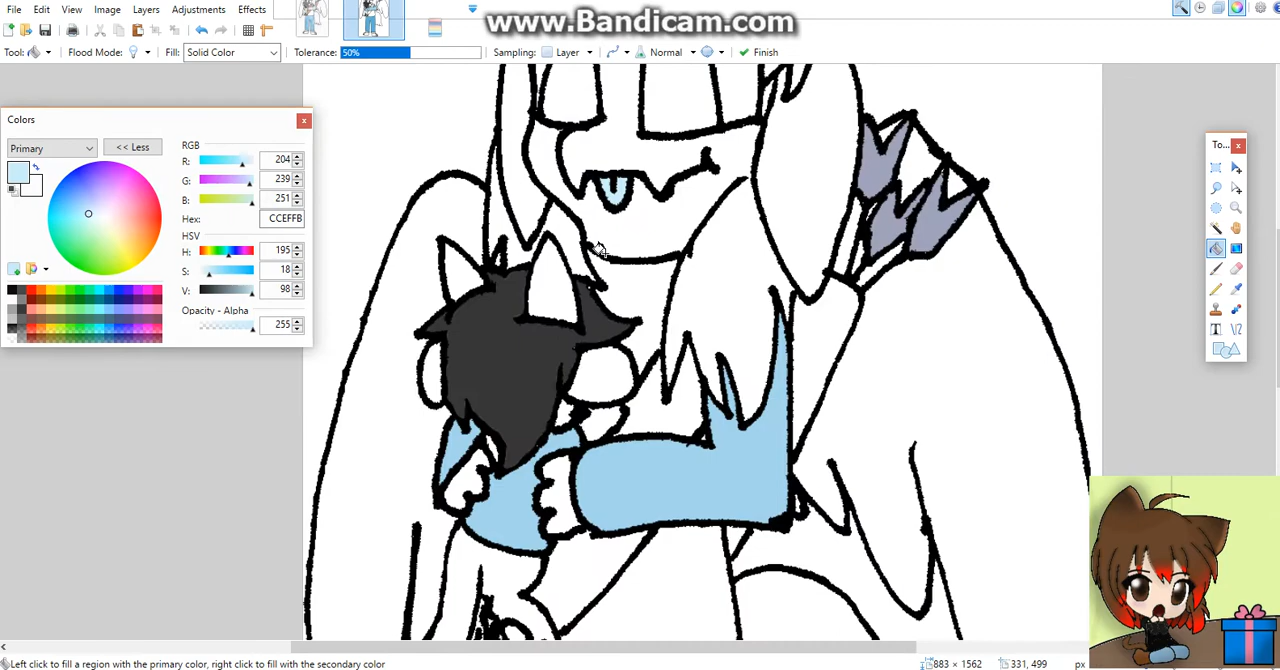 www.Bandicam.com
File Edit View Image Layers Adjustments Effects
Tool: Flood Mode: Fill: Solid Color Tolerance: 50% Sampling: Layer Normal Finish
Colors
Primary << Less
RGB
R: 204
G: 239
B: 251
Hex: CCEFFB
HSV
H: 195
S: 18
V: 98
Opacity - Alpha
255
To...
Left click to fill a region with the primary color, right click to fill with the secondary color
883 × 1562 331, 499 px